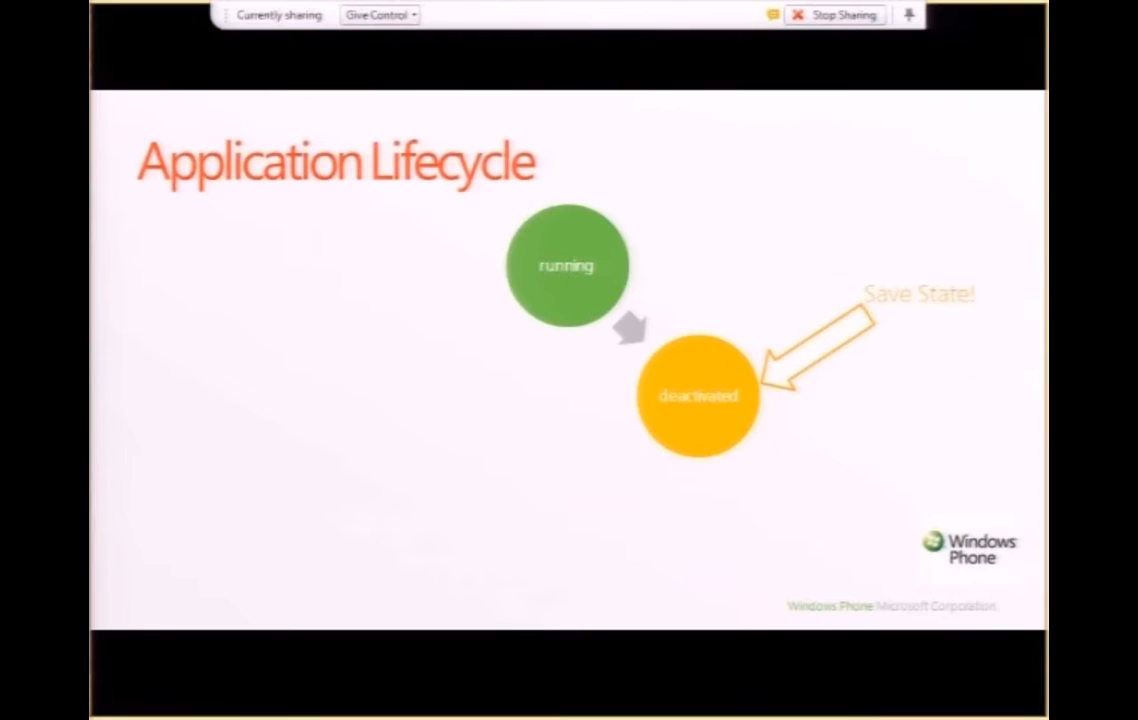 Currently sharing
Give Control
Stop Sharing
Application Lifecycle
running
Save State!
deactivated
Windows
Phone
Windows Phone Microsoft Corporation